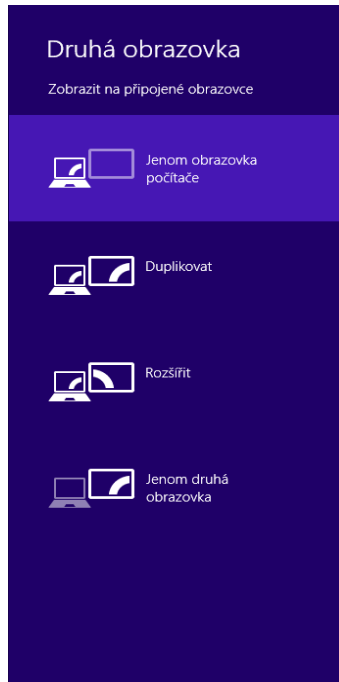 Druhá obrazovka
Zobrazit na připojené obrazovce
Jenom obrazovka
počítače
Duplikovat
Rozšířit
Jenom druhá
obrazovka